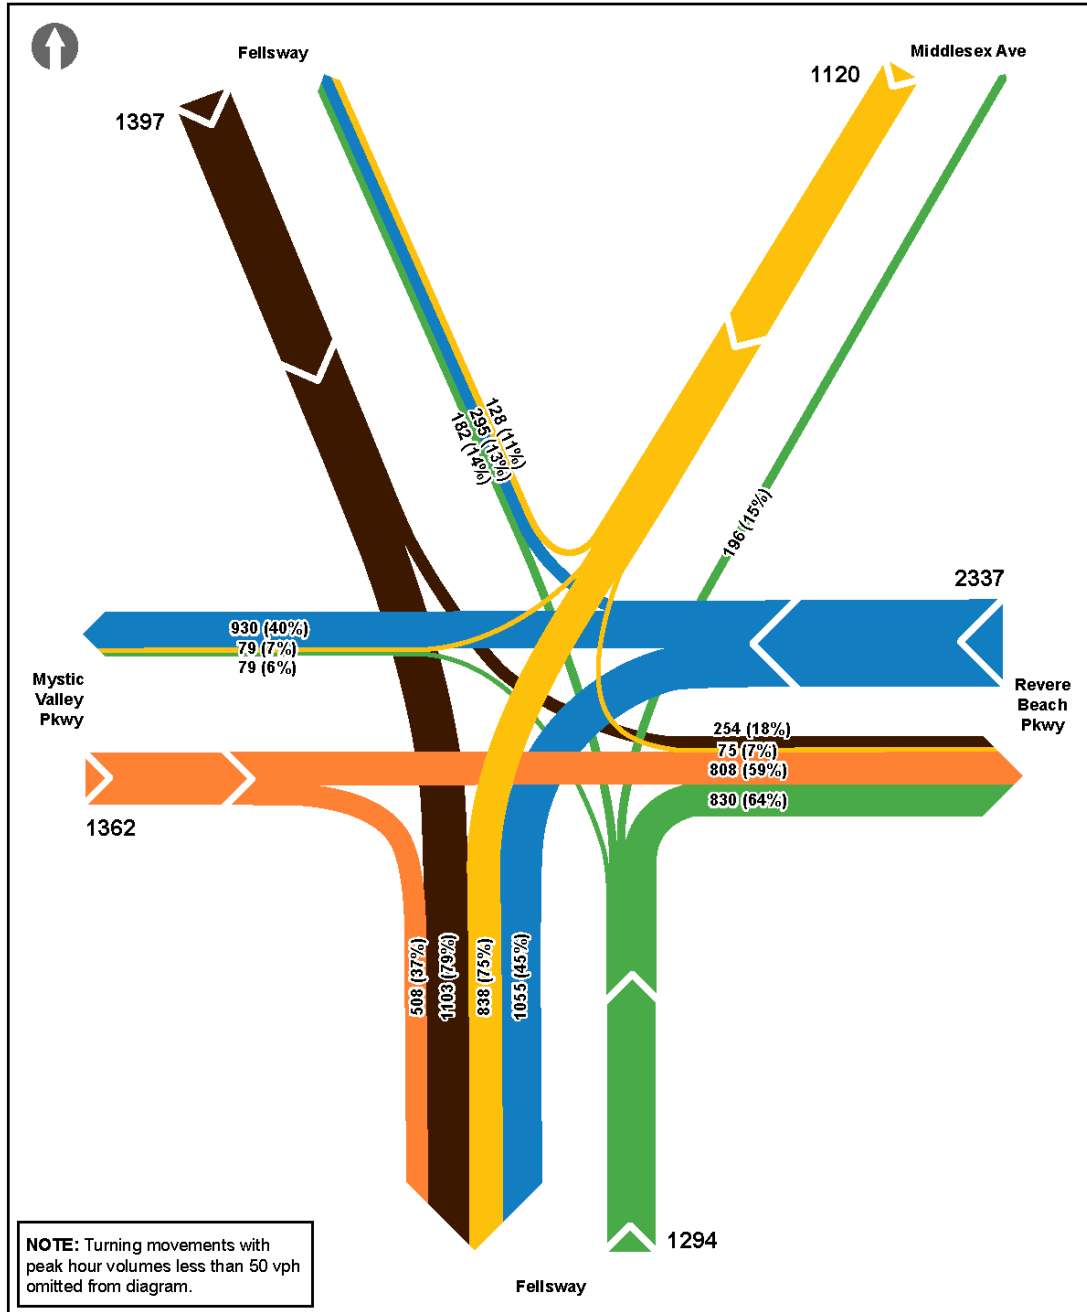 Fellsway
Middlesex Ave
1397
1120
128 (11%)
295 (13%)
182 (14%)
196 (15%)
2337
930 (40%)
79 (7%)
79 (6%)
Mystic
Valley
Pkwy
Revere
Beach
Pkwy
254 (18%)
75 (7%)
808 (59%)
830 (64%)
1362
508 (37%)
1103 (79%)
838 (75%)
1055 (45%)
1294
NOTE: Turning movements with
peak hour volumes less than 50 vph
omitted from diagram.
Fellsway